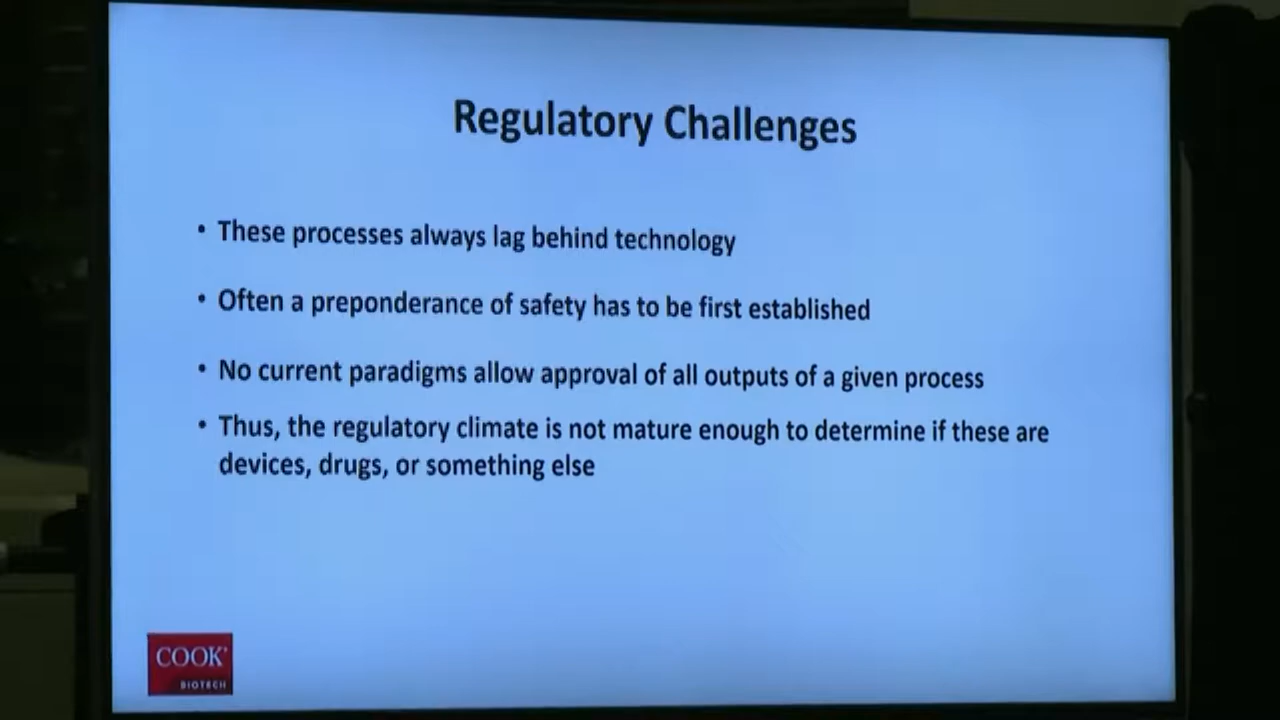 Regulatory Challenges
• These processes always lag behind technology
• Often a preponderance of safety has to be first established
• No current paradigms allow approval of all outputs of a given process
• Thus, the regulatory climate is not mature enough to determine if these are
devices, drugs, or something else
COOK®
BIOTECH